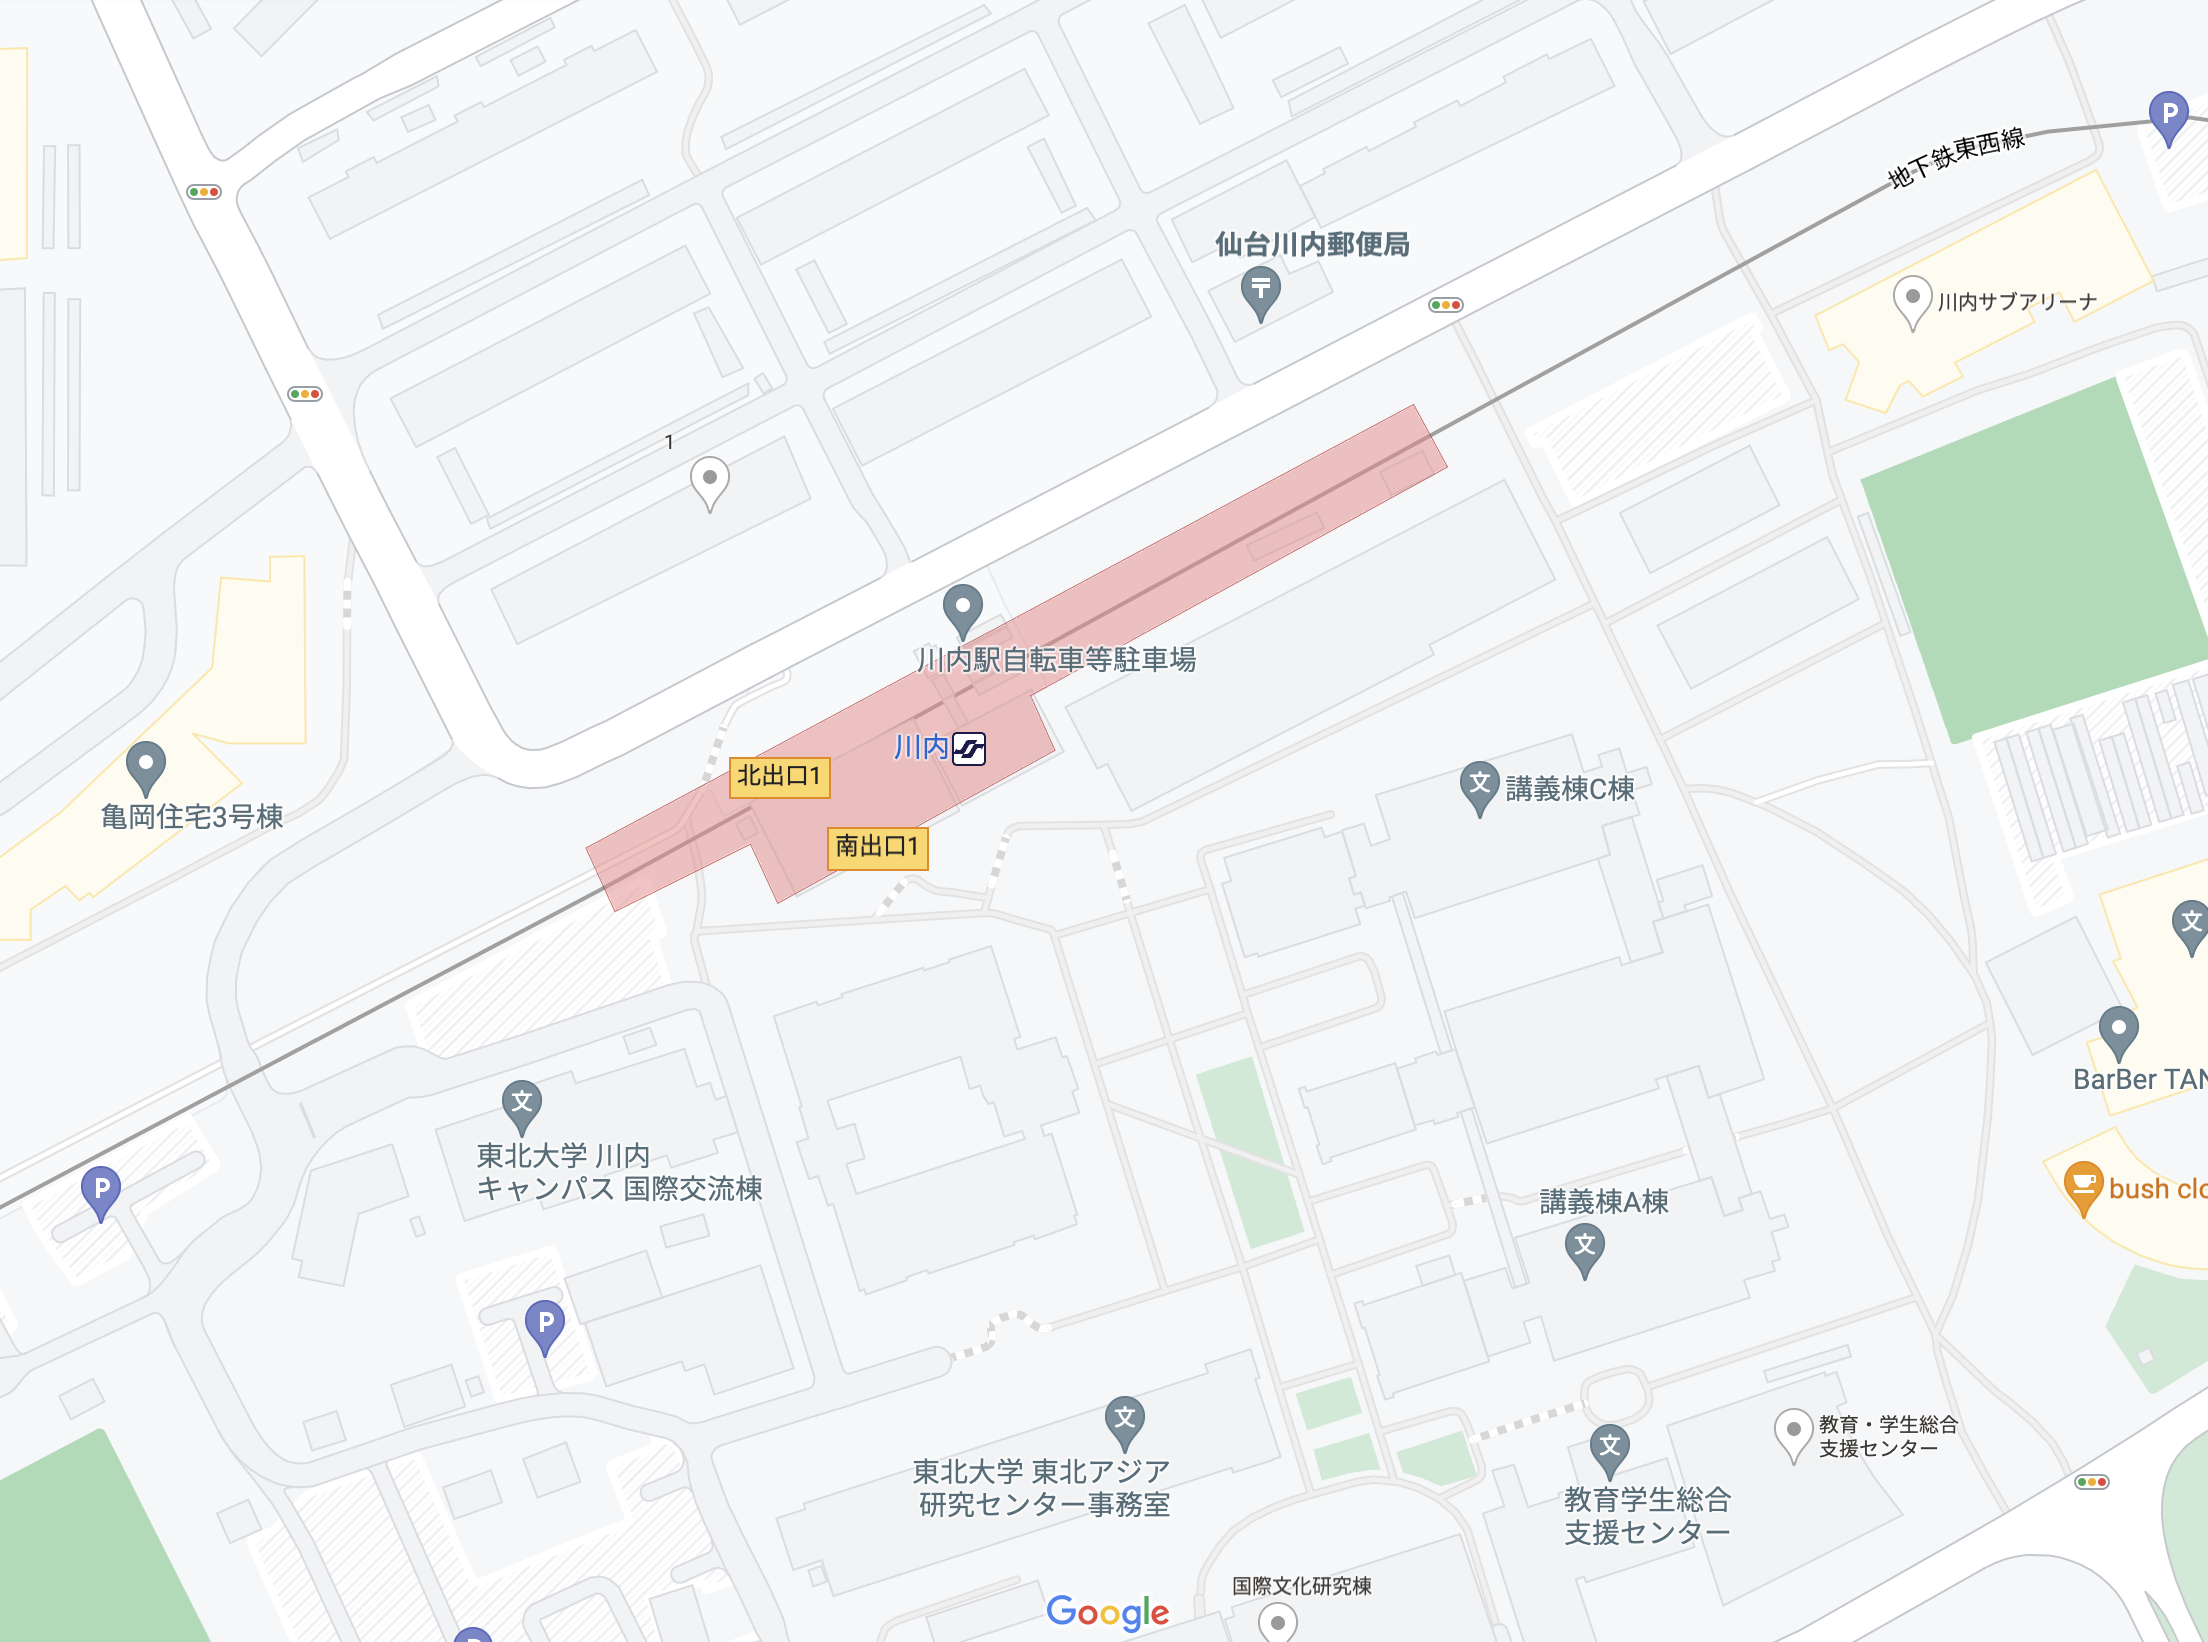 地下鉄東西線
P
仙台川内郵便局
川内サブアリーナ
1
川内駅自転車等駐車場
川内
北出口1
亀岡住宅3号棟
文
講義棟C棟
南出口1
文
BarBer TAN
文
東北大学 川内
キャンパス 国際交流棟
P
bush clo
講義棟A棟
文
P
文
東北大学 東北アジア
研究センター事務室
文
教育・学生総合
支援センター
教育学生総合
支援センター
国際文化研究棟
Google
P